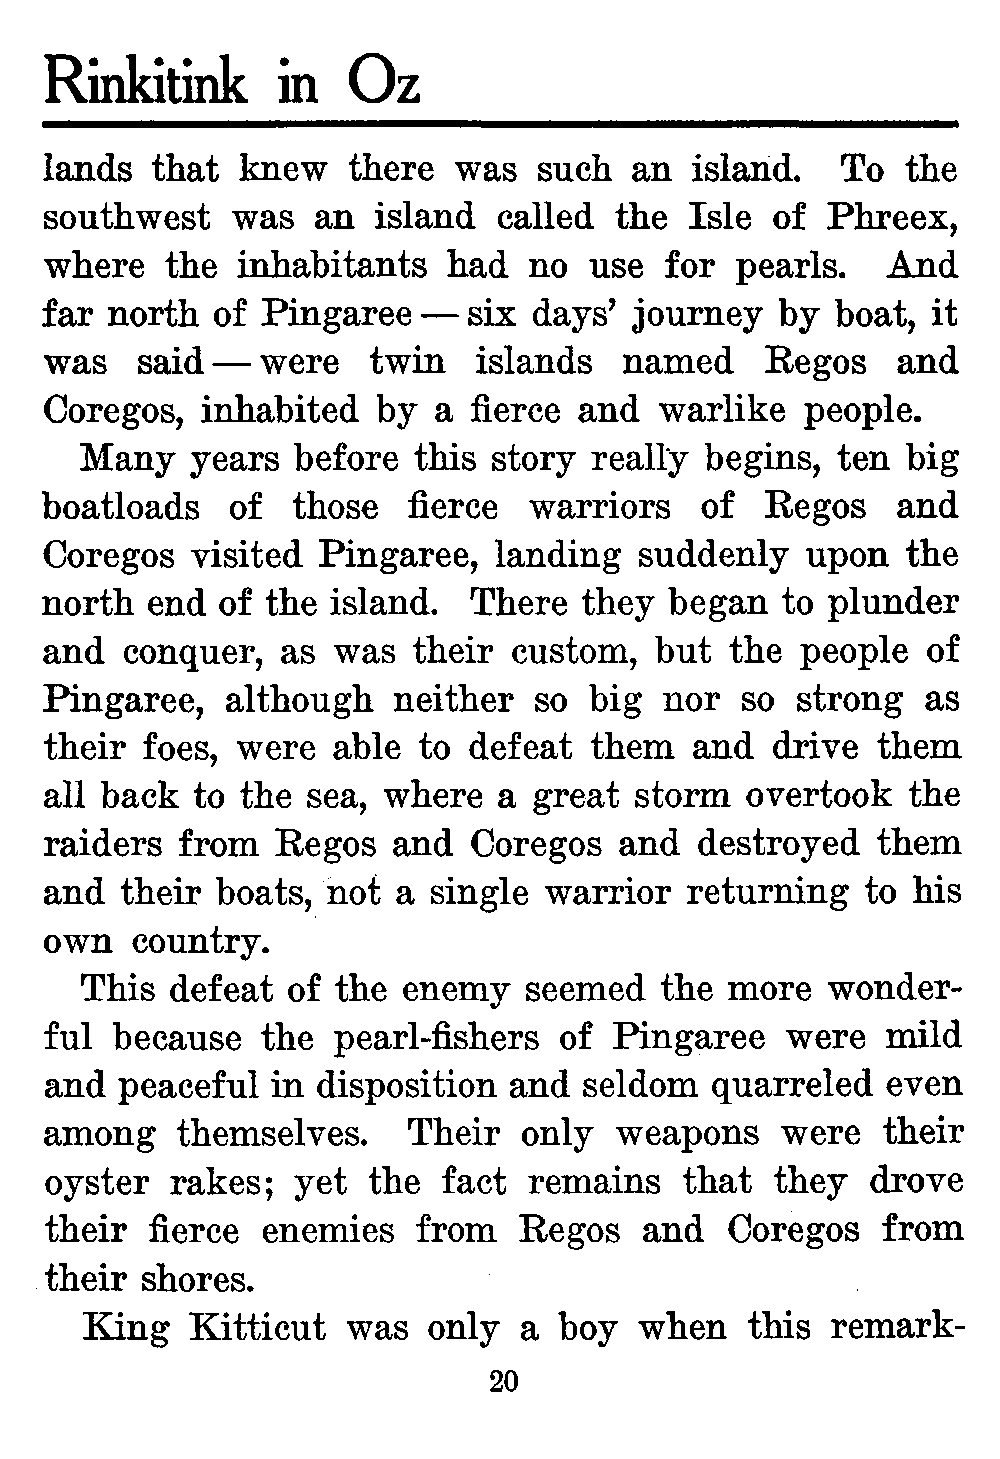 Rinkitink in Oz
lands that knew there was such an island. To the
southwest was an island called the Isle of Phreex,
where the inhabitants had no use for pearls. And
far north of Pingaree — six days’ journey by boat, it
was said — were twin islands named Regos and
Coregos, inhabited by a fierce and warlike people.
Many years before this story really begins, ten big
boatloads of those fierce warriors of Regos and
Coregos visited Pingaree, landing suddenly upon the
north end of the island. There they began to plunder
and conquer, as was their custom, but the people of
Pingaree, although neither so big nor so strong as
their foes, were able to defeat them and drive them
all back to the sea, where a great storm overtook the
raiders from Regos and Coregos and destroyed them
and their boats, not a single warrior returning to his
own country.
This defeat of the enemy seemed the more wonder-
ful because the pearl-fishers of Pingaree were mild
and peaceful in disposition and seldom quarreled even
among themselves. Their only weapons were their
oyster rakes; yet the fact remains that they drove
their fierce enemies from Regos and Coregos from
their shores.
King Kitticut was only a boy when this remark-
20